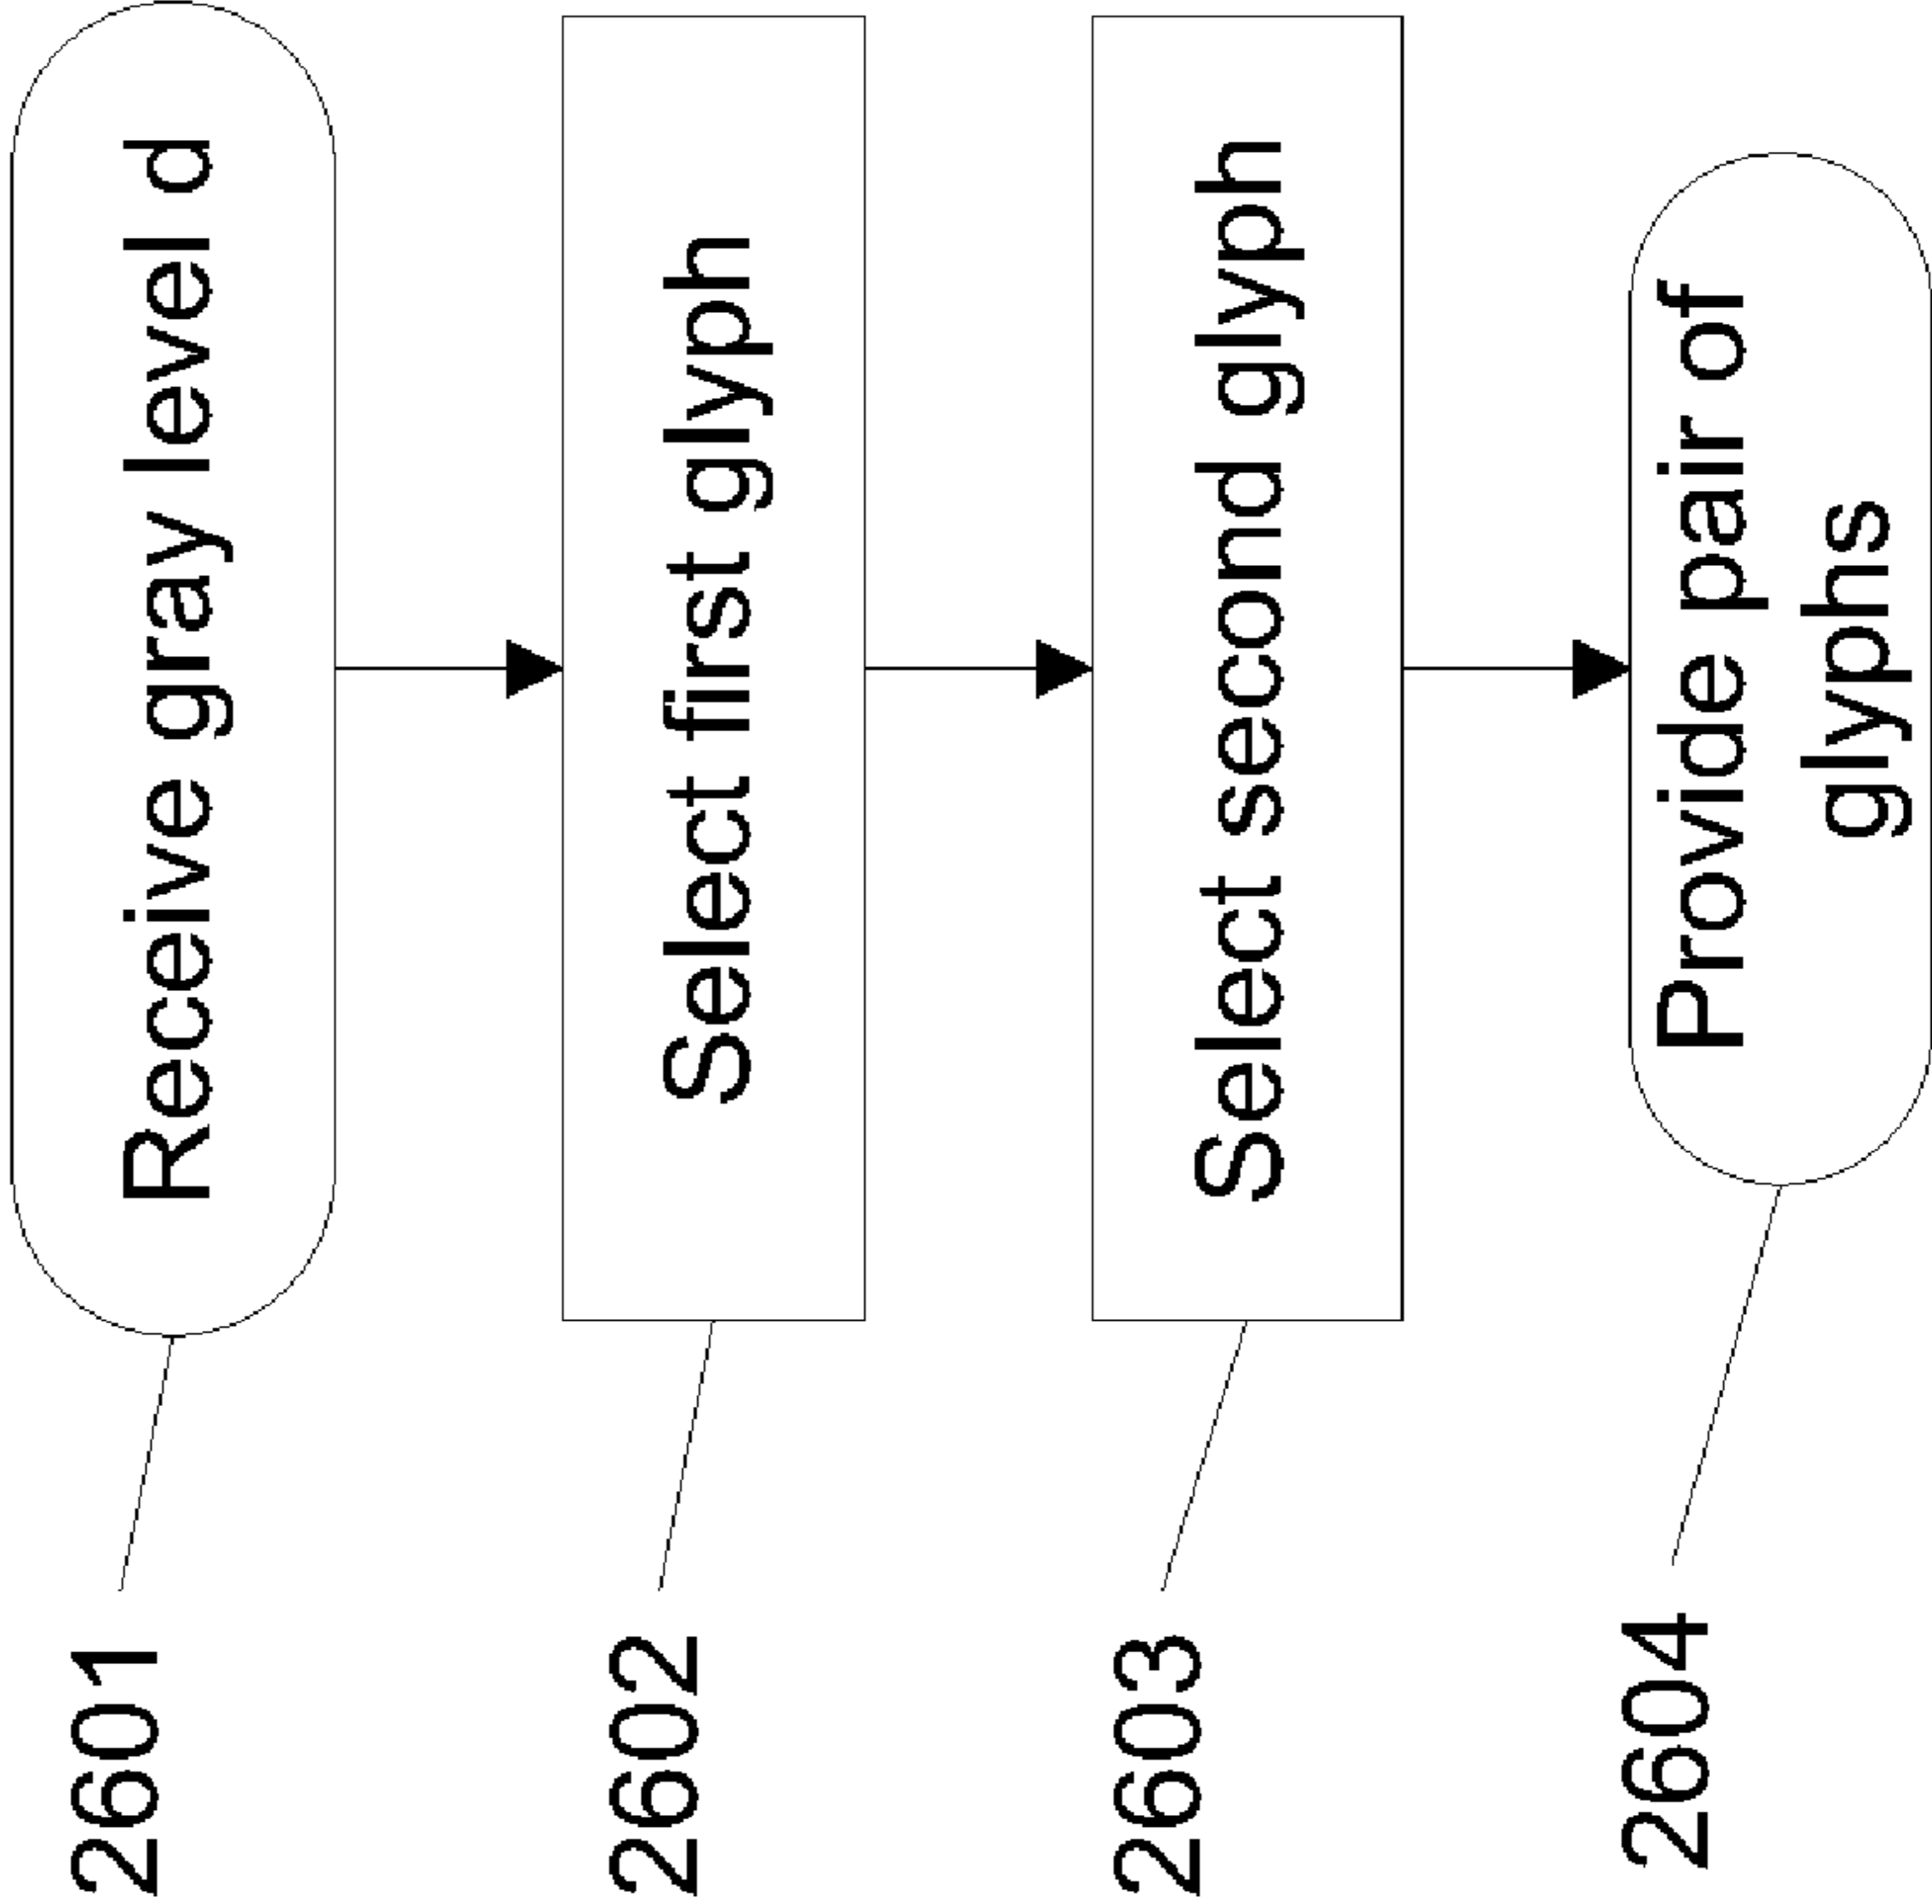 2601
Receive gray level d
2602
Select first glyph
2603
Select second glyph
2604
Provide pair of
glyphs